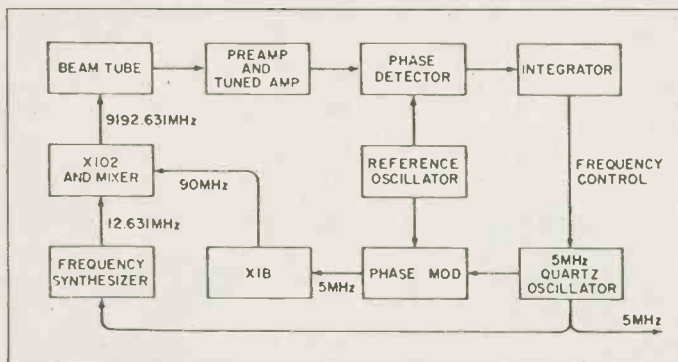 BEAM TUBE
PREAMP
AND
TUNED AMP
PHASE
DETECTOR
INTEGRATOR
9192.631MHz
X102
AND MIXER
90MHz
REFERENCE
OSCILLATOR
FREQUENCY
CONTROL
12.631MHz
FREQUENCY
SYNTHESIZER
X18
5MHz
PHASE MOD
5MHz
QUARTZ
OSCILLATOR
5MHz